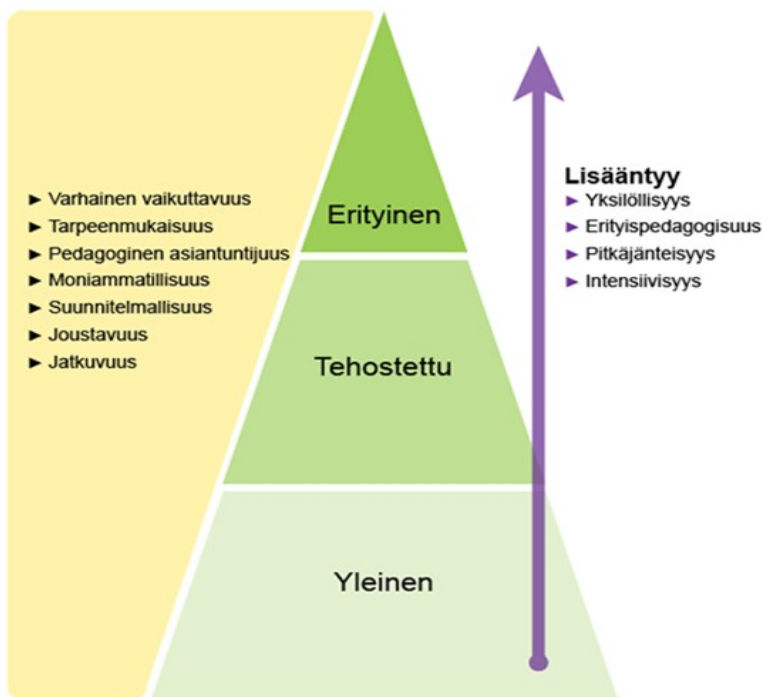 ► Varhainen vaikuttavuus
► Tarpeenmukaisuus
► Pedagoginen asiantuntijuus
► Moniammatillisuus
► Suunnitelmallisuus
► Joustavuus
► Jatkuvuus
Erityinen
Tehostettu
Yleinen
Lisääntyy
► Yksilöllisyys
► Erityispedagogisuus
► Pitkäjänteisyys
► Intensiivisyys